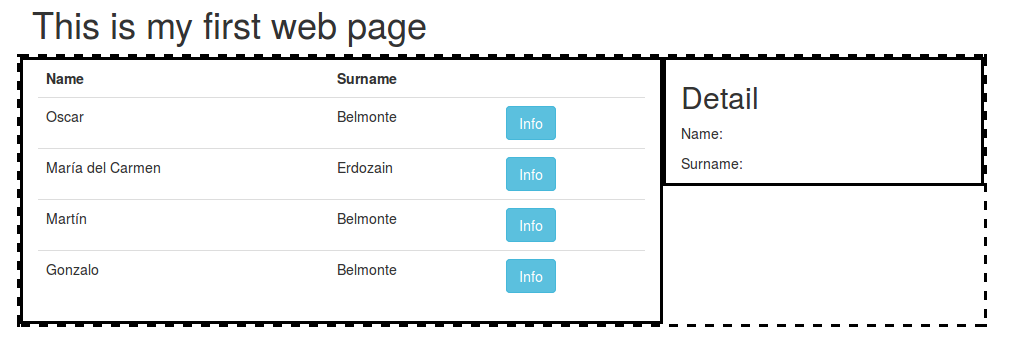 This is my first web page
Name Surname
Oscar Belmonte Info
María del Carmen Erdozain Info
Martín Belmonte Info
Gonzalo Belmonte Info
Detail
Name:
Surname: